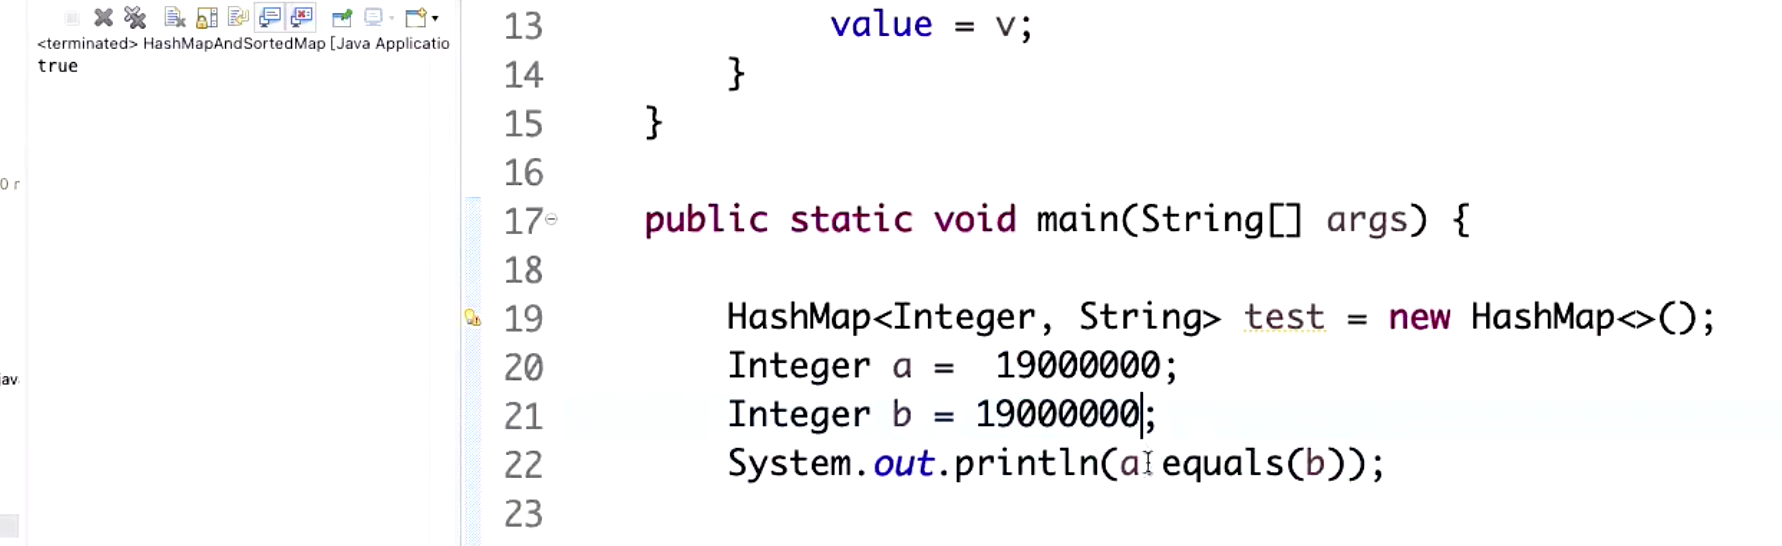 <terminated> HashMapAndSortedMap [Java Applicatio
true
0 r
jav
13 value = v;
14 }
15 }
16
17 public static void main(String[] args) {
18
19 HashMap<Integer, String> test = new HashMap<>();
20 Integer a =  19000000;
21 Integer b = 19000000;
22 System.out.println(a.equals(b));
23